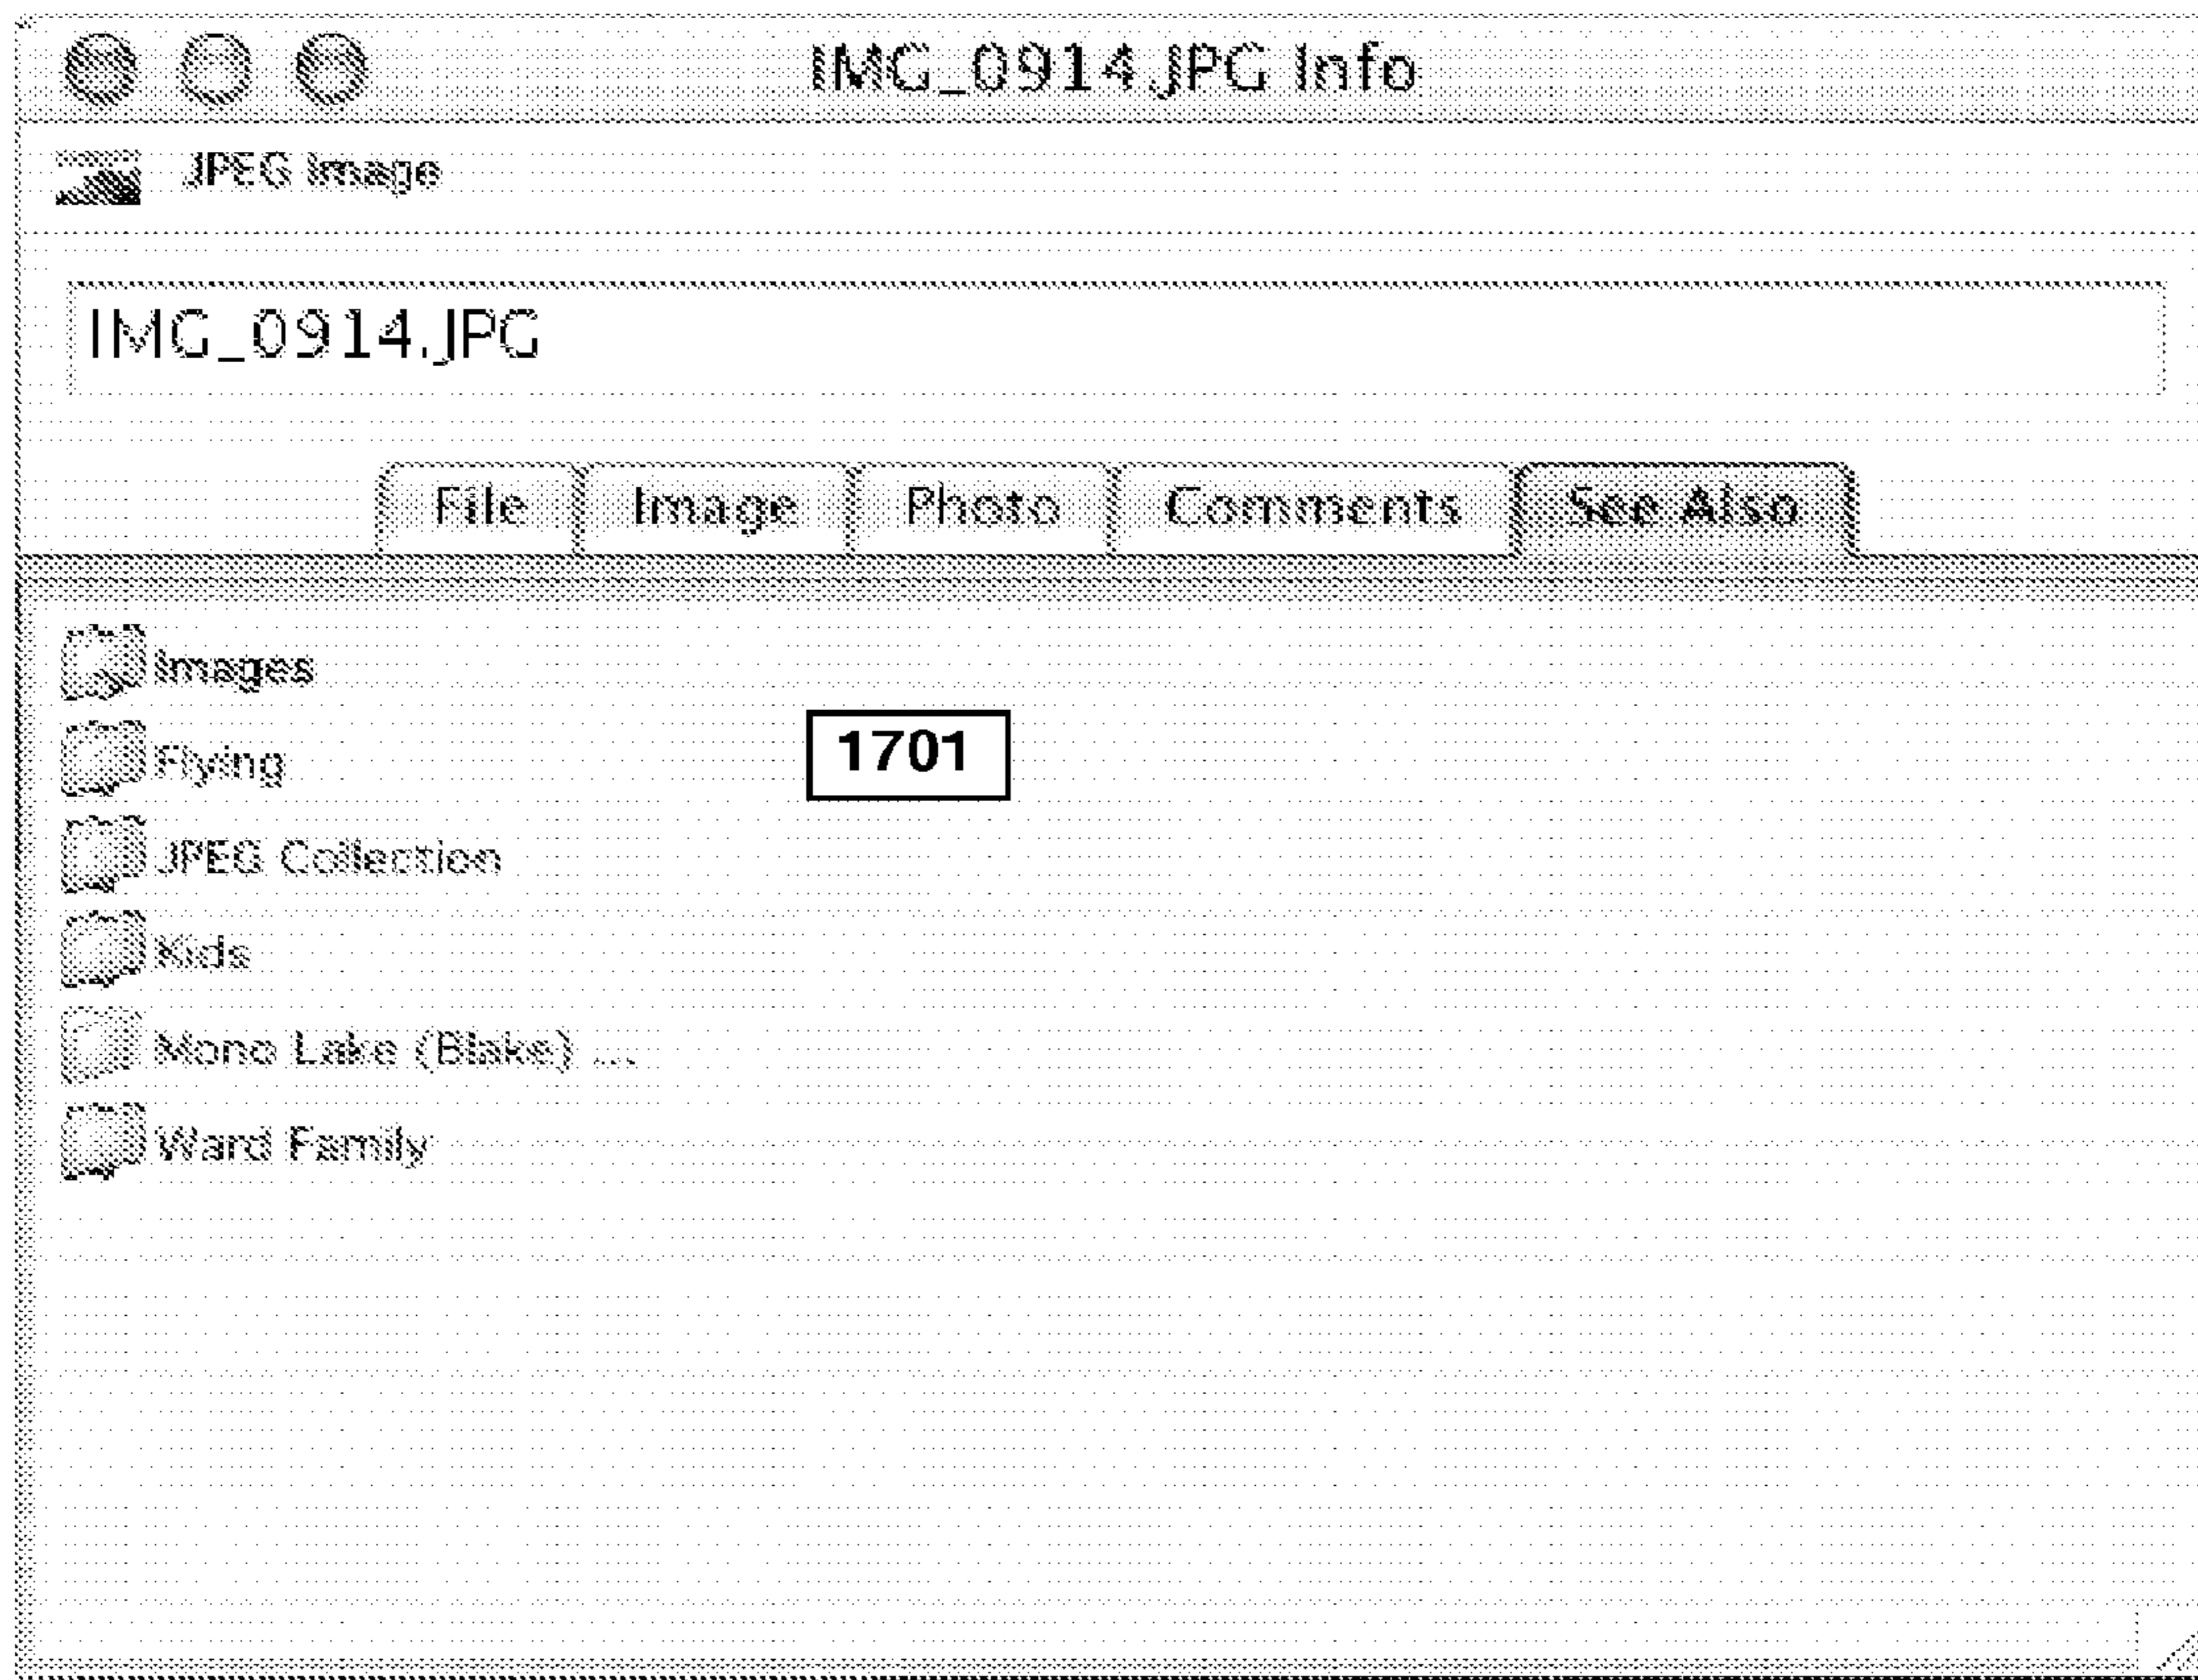 IMG_0914.JPG Info
JPEG Image
IMG_0914.JPG
File Image Photo Comments See Also
Images
Flying
1701
JPEG Collection
Kids
Mono Lake (Blake) ...
Ward Family